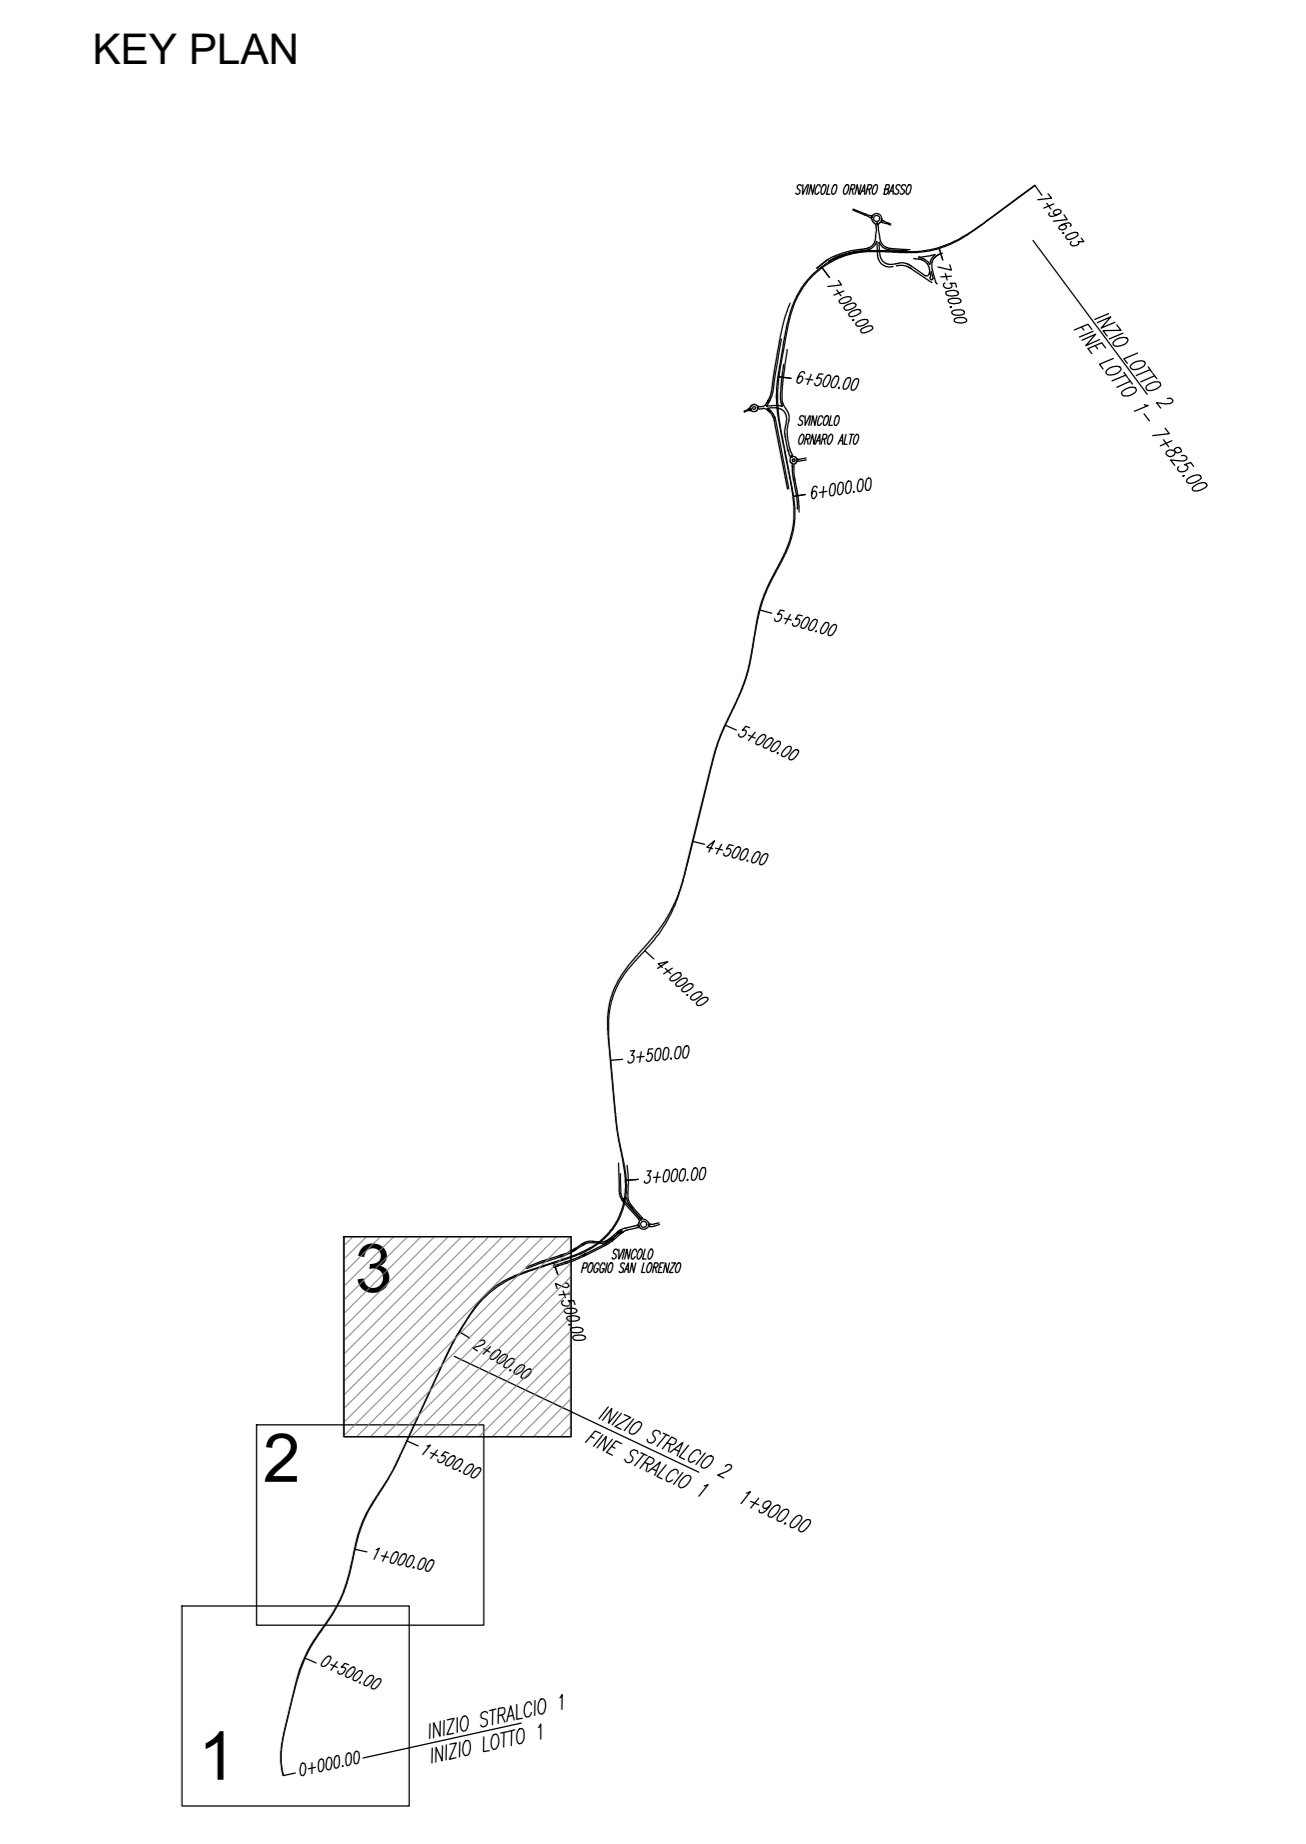 KEY PLAN
SVINCOLO ORNARO BASSO
7+976.03
7+500.00
7+000.00
INZIO LOTTO 2
FINE LOTTO 1- 7+825.00
6+500.00
SVINCOLO
ORNARO ALTO
6+000.00
5+500.00
5+000.00
4+500.00
4+000.00
3+500.00
3+000.00
SVINCOLO
POGGIO SAN LORENZO
3
2+500.00
2+000.00
INIZIO STRALCIO 2
FINE STRALCIO 1 1+900.00
2
1+500.00
1+000.00
0+500.00
1
0+000.00
INIZIO STRALCIO 1
INIZIO LOTTO 1